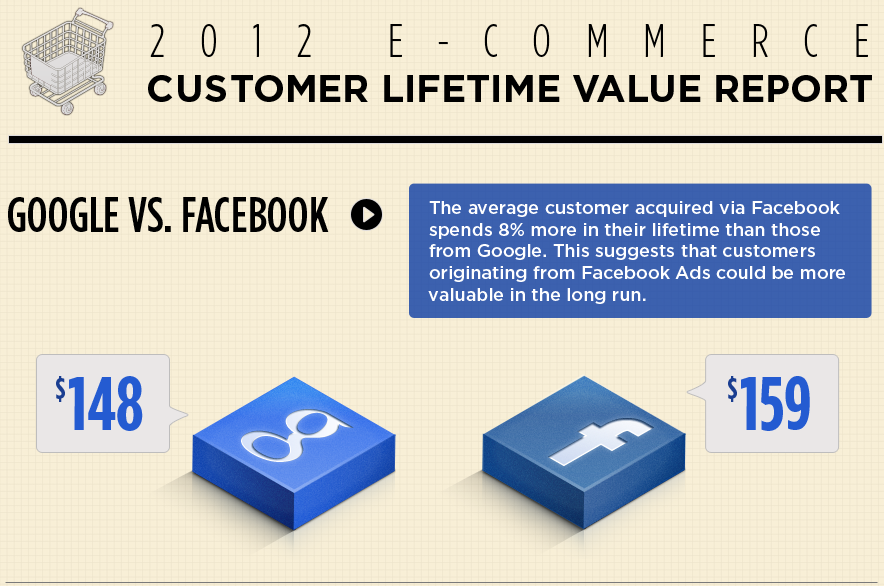 2012 E-COMMERCE
CUSTOMER LIFETIME VALUE REPORT
GOOGLE VS. FACEBOOK
The average customer acquired via Facebook
spends 8% more in their lifetime than those
from Google. This suggests that customers
originating from Facebook Ads could be more
valuable in the long run.
$148
g
f
$159